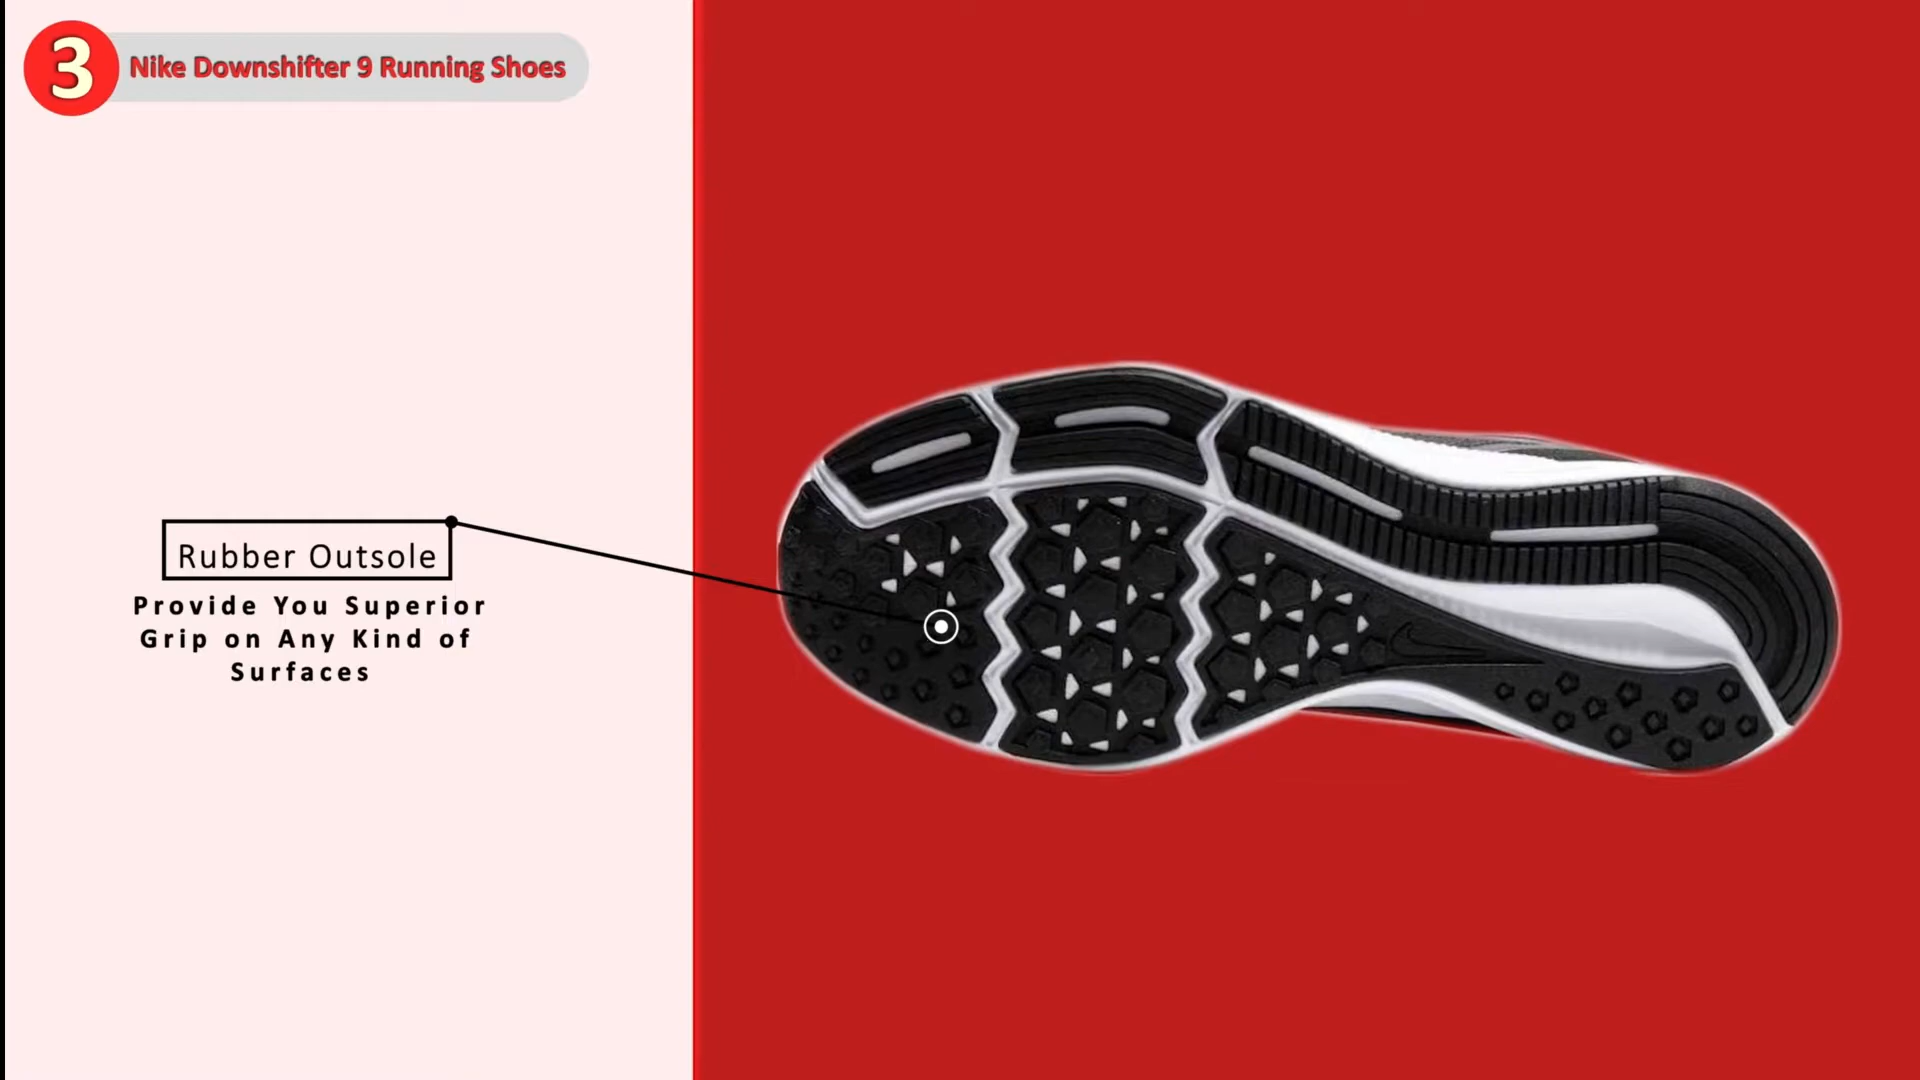 3
Nike Downshifter 9 Running Shoes
Rubber Outsole
Provide You Superior
Grip on Any Kind of
Surfaces